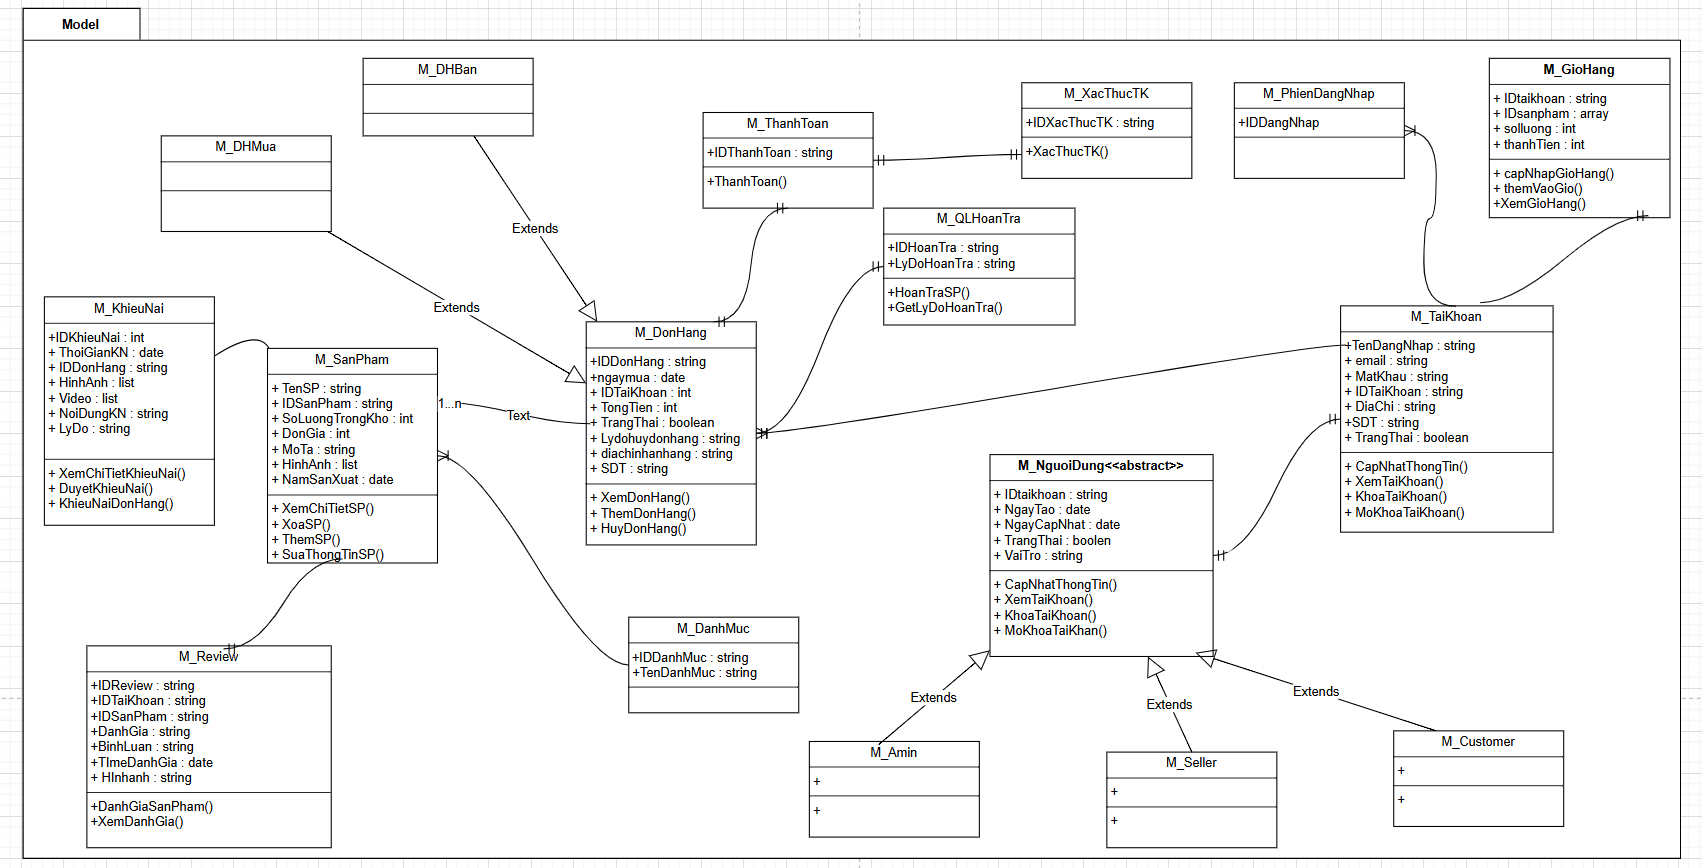 Model
M_DHBan
M_DHMua
Extends
Extends
M_ThanhToan
+IDThanhToan : string
+ThanhToan()
M_XacThucTK
+IDXacThucTK : string
+XacThucTK()
M_PhienDangNhap
+IDDangNhap
M_GioHang
+ IDtaikhoan : string
+ IDsanpham : array
+ solluong : int
+ thanhTien : int
+ capNhapGioHang()
+ themVaoGio()
+XemGioHang()
M_QLHoanTra
+IDHoanTra : string
+LyDoHoanTra : string
+HoanTraSP()
+GetLyDoHoanTra()
M_KhieuNai
+IDKhieuNai : int
+ ThoiGianKN : date
+ IDDonHang : string
+ HinhAnh : list
+ Video : list
+ NoiDungKN : string
+ LyDo : string
+ XemChiTietKhieuNai()
+ DuyetKhieuNai()
+ KhieuNaiDonHang()
M_SanPham
+ TenSP : string
+ IDSanPham : string
+ SoLuongTrongKho : int
+ DonGia : int
+ MoTa : string
+ HinhAnh : list
+ NamSanXuat : date
+ XemChiTietSP()
+ XoaSP()
+ ThemSP()
+ SuaThongTinSP()
1...n
Text
M_DonHang
+IDDonHang : string
+ngaymua : date
+ IDTaiKhoan : int
+ TongTien : int
+ TrangThai : boolean
+ Lydohuydonhang : string
+ diachinhanhang : string
+ SDT : string
+ XemDonHang()
+ ThemDonHang()
+ HuyDonHang()
M_TaiKhoan
+TenDangNhap : string
+ email : string
+ MatKhau : string
+ IDTaiKhoan : string
+ DiaChi : string
+SDT : string
+ TrangThai : boolean
+ CapNhatThongTin()
+ XemTaiKhoan()
+ KhoaTaiKhoan()
+ MoKhoaTaiKhoan()
M_NguoiDung<<abstract>>
+ IDtaikhoan : string
+ NgayTao : date
+ NgayCapNhat : date
+ TrangThai : boolen
+ VaiTro : string
+ CapNhatThongTin()
+ XemTaiKhoan()
+ KhoaTaiKhoan()
+ MoKhoaTaiKhan()
M_DanhMuc
+IDDanhMuc : string
+TenDanhMuc : string
M_Review
+IDReview : string
+IDTaiKhoan : string
+IDSanPham : string
+DanhGia : string
+BinhLuan : string
+TImeDanhGia : date
+ HInhanh : string
+DanhGiaSanPham()
+XemDanhGia()
Extends
Extends
Extends
M_Amin
+
+
M_Seller
+
+
M_Customer
+
+